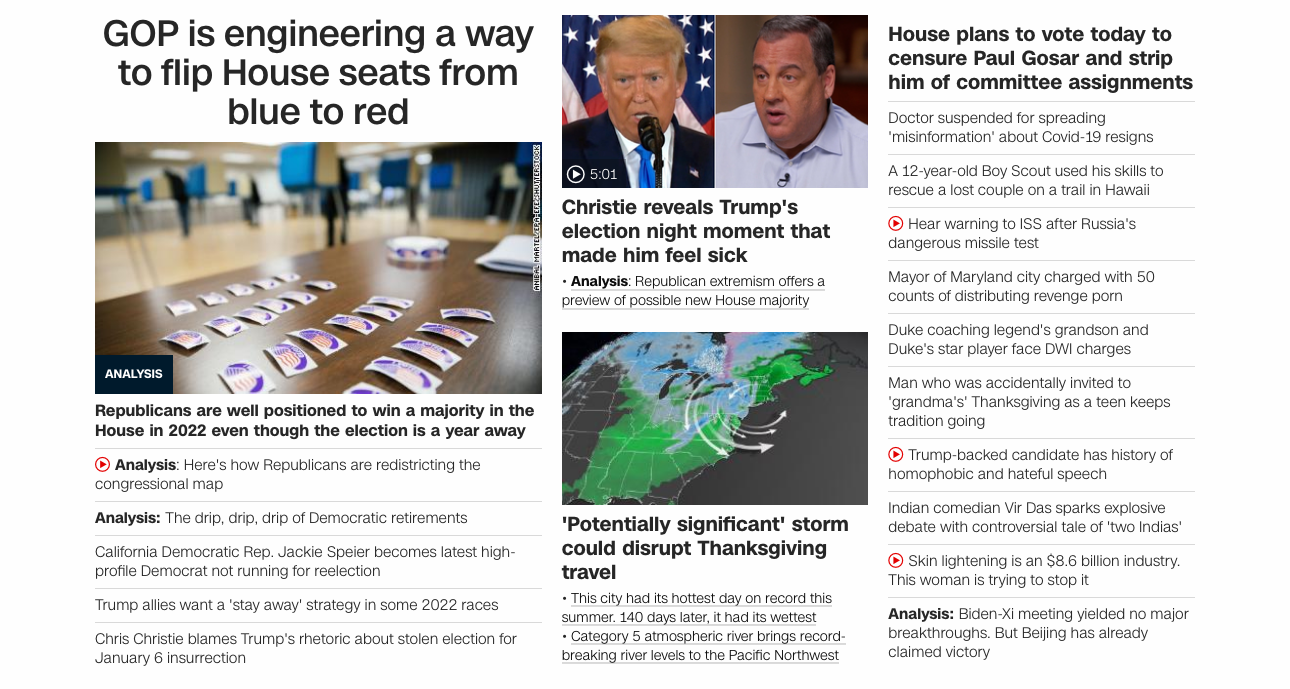 GOP is engineering a way
to flip House seats from
blue to red
ANIBAL MARTEL/EPA-EFE/SHUTTERSTOCK
ANALYSIS
Republicans are well positioned to win a majority in the
House in 2022 even though the election is a year away
Analysis: Here's how Republicans are redistricting the
congressional map
Analysis: The drip, drip, drip of Democratic retirements
California Democratic Rep. Jackie Speier becomes latest high-
profile Democrat not running for reelection
Trump allies want a 'stay away' strategy in some 2022 races
Chris Christie blames Trump's rhetoric about stolen election for
January 6 insurrection
5:01
Christie reveals Trump's
election night moment that
made him feel sick
• Analysis: Republican extremism offers a
preview of possible new House majority
'Potentially significant' storm
could disrupt Thanksgiving
travel
• This city had its hottest day on record this
summer. 140 days later, it had its wettest
• Category 5 atmospheric river brings record-
breaking river levels to the Pacific Northwest
House plans to vote today to
censure Paul Gosar and strip
him of committee assignments
Doctor suspended for spreading
'misinformation' about Covid-19 resigns
A 12-year-old Boy Scout used his skills to
rescue a lost couple on a trail in Hawaii
Hear warning to ISS after Russia's
dangerous missile test
Mayor of Maryland city charged with 50
counts of distributing revenge porn
Duke coaching legend's grandson and
Duke's star player face DWI charges
Man who was accidentally invited to
'grandma's' Thanksgiving as a teen keeps
tradition going
Trump-backed candidate has history of
homophobic and hateful speech
Indian comedian Vir Das sparks explosive
debate with controversial tale of 'two Indias'
Skin lightening is an $8.6 billion industry.
This woman is trying to stop it
Analysis: Biden-Xi meeting yielded no major
breakthroughs. But Beijing has already
claimed victory